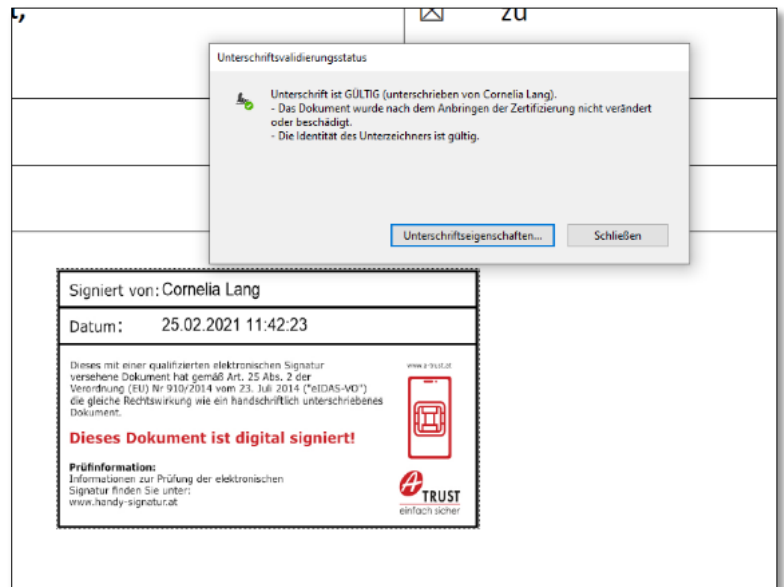 zu
Unterschriftsvalidierungsstatus
Unterschrift ist GÜLTIG (unterschrieben von Cornelia Lang).
- Das Dokument wurde nach dem Anbringen der Zertifizierung nicht verändert
oder beschädigt.
- Die Identität des Unterzeichners ist gültig.
Unterschriftseigenschaften...
Schließen
Signiert von: Cornelia Lang
Datum: 25.02.2021 11:42:23
Dieses mit einer qualifizierten elektronischen Signatur
versehene Dokument hat gemäß Art. 25 Abs. 2 der
Verordnung (EU) Nr 910/2014 vom 23. Juli 2014 ("eIDAS-VO")
die gleiche Rechtswirkung wie ein handschriftlich unterschriebenes
Dokument.
www.a-trust.at
Dieses Dokument ist digital signiert!
Prüfinformation:
Informationen zur Prüfung der elektronischen
Signatur finden Sie unter:
www.handy-signatur.at
A TRUST
einfach sicher